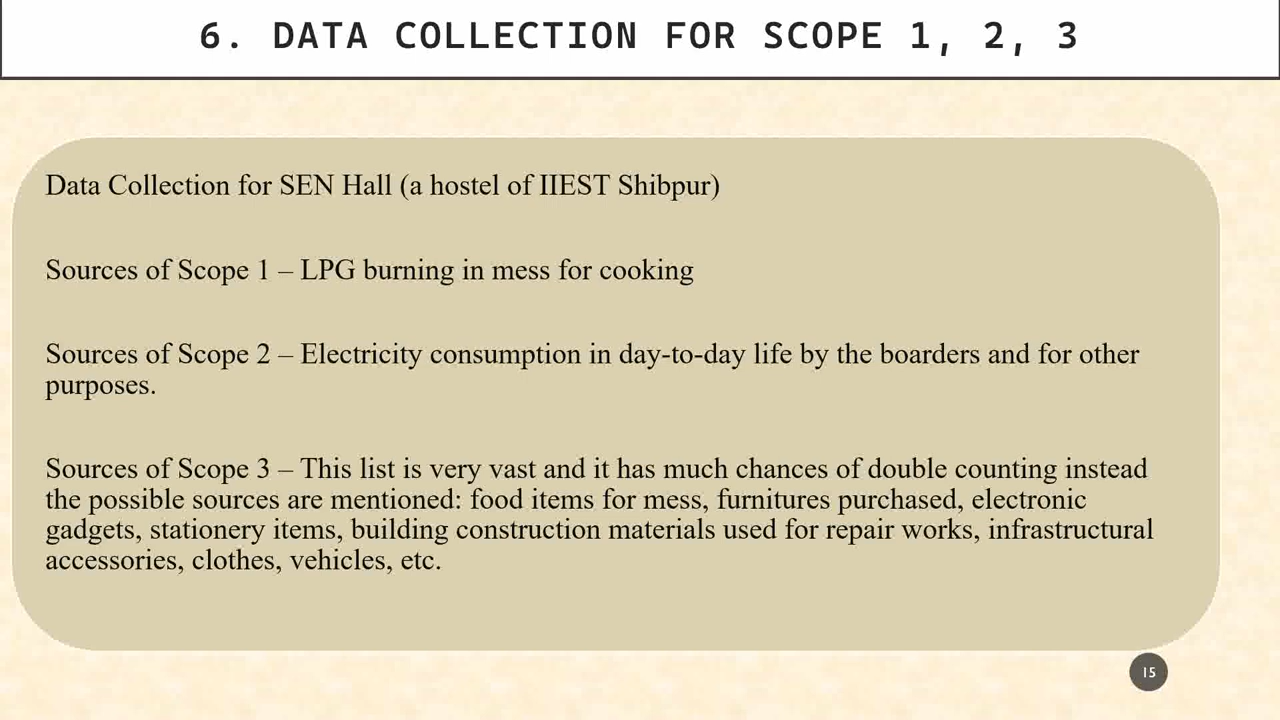 6. DATA COLLECTION FOR SCOPE 1, 2, 3
Data Collection for SEN Hall (a hostel of IIEST Shibpur)
Sources of Scope 1 – LPG burning in mess for cooking
Sources of Scope 2 – Electricity consumption in day-to-day life by the boarders and for other
purposes.
Sources of Scope 3 – This list is very vast and it has much chances of double counting instead
the possible sources are mentioned: food items for mess, furnitures purchased, electronic
gadgets, stationery items, building construction materials used for repair works, infrastructural
accessories, clothes, vehicles, etc.
15